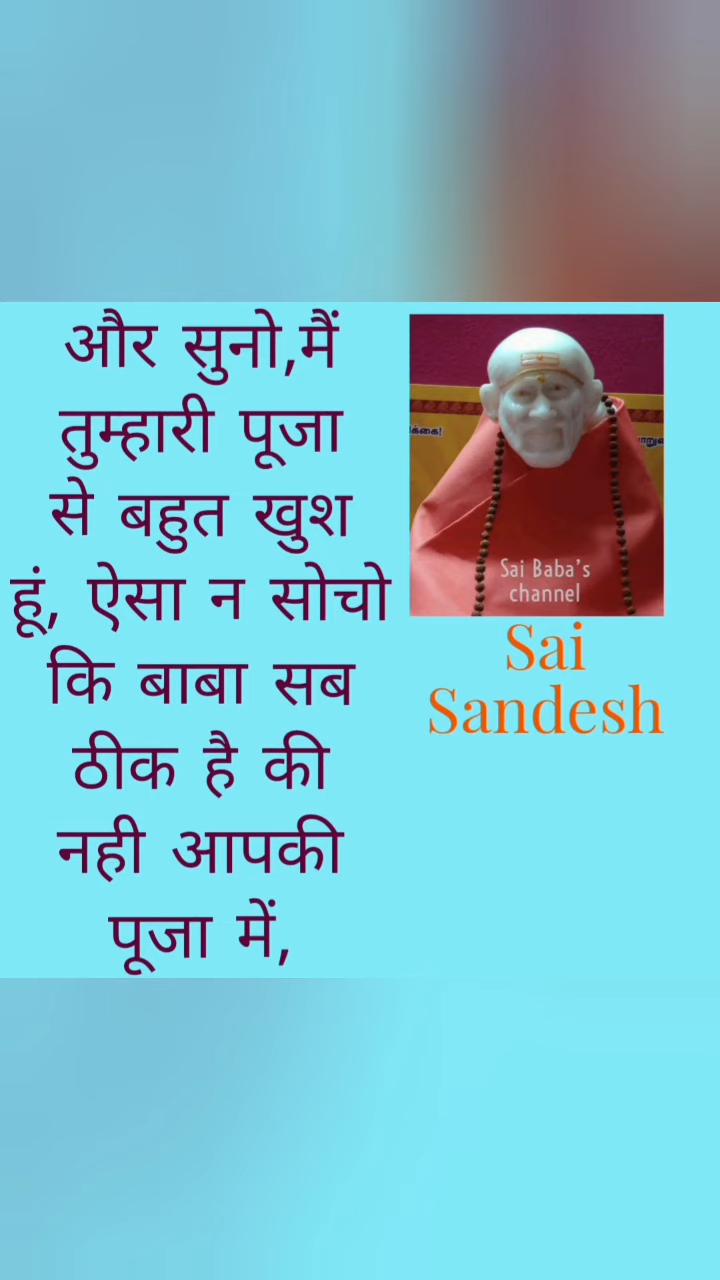 और सुनो,मैं
तुम्हारी पूजा
से बहुत खुश
हूं, ऐसा न सोचो
कि बाबा सब
ठीक है की
नही आपकी
पूजा में,
Sai Baba's
channel
Sai
Sandesh